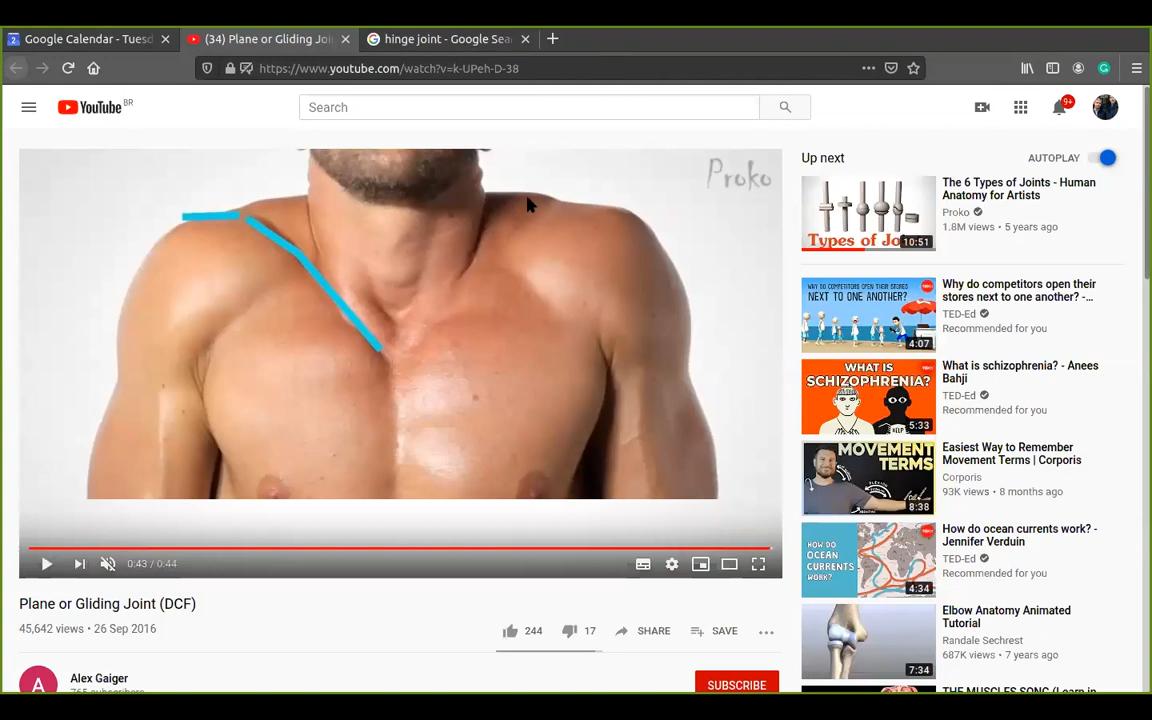 Google Calendar - Tuesd
(34) Plane or Gliding Joi
hinge joint - Google Sea
https://www.youtube.com/watch?v=k-UPeh-D-38
YouTube BR
Search
9+
Proko
0:43 / 0:44
Plane or Gliding Joint (DCF)
45,642 views • 26 Sep 2016
244
17
SHARE
SAVE
A
Alex Gaiger
765 subscribers
SUBSCRIBE
Up next
AUTOPLAY
Types of Jo
10:51
The 6 Types of Joints - Human
Anatomy for Artists
Proko
1.8M views • 5 years ago
WHY DO COMPETITORS OPEN THEIR STORES
NEXT TO ONE ANOTHER?
4:07
Why do competitors open their
stores next to one another? -...
TED-Ed
Recommended for you
WHAT IS
SCHIZOPHRENIA?
5:33
What is schizophrenia? - Anees
Bahji
TED-Ed
Recommended for you
MOVEMENT
TERMS
8:38
Easiest Way to Remember
Movement Terms | Corporis
Corporis
93K views • 8 months ago
HOW DO
OCEAN
CURRENTS
WORK?
4:34
How do ocean currents work? -
Jennifer Verduin
TED-Ed
Recommended for you
7:34
Elbow Anatomy Animated
Tutorial
Randale Sechrest
687K views • 7 years ago
THE MUSCLES SONG (Learn in